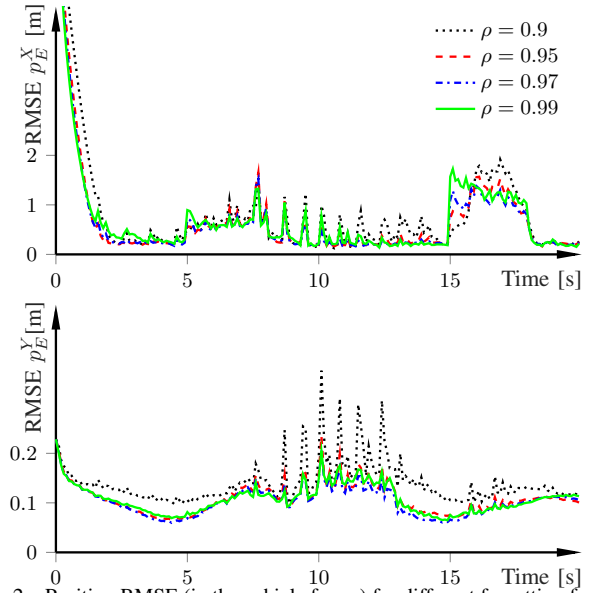 RMSE p_E^X [m]
ρ = 0.9
ρ = 0.95
ρ = 0.97
ρ = 0.99
2
1
0
0 5 10 15 Time [s]
RMSE p_E^Y [m]
0.2
0.1
0
0 5 10 15 Time [s]